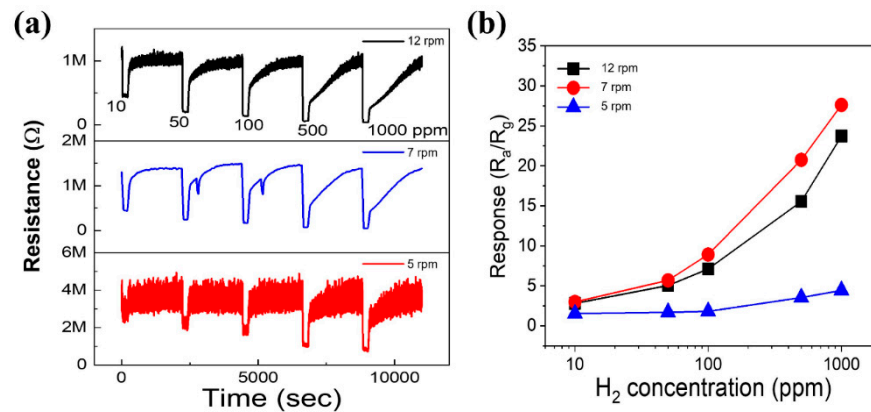 (a)
12 rpm
1M
10
50
100
500
1000 ppm
0
2M
7 rpm
1M
0
6M
5 rpm
4M
2M
0
Resistance (Ω)
0
5000
10000
Time (sec)
(b)
12 rpm
7 rpm
5 rpm
35
30
25
20
15
10
5
0
Response (Rₐ/R_g)
10
100
1000
H₂ concentration (ppm)